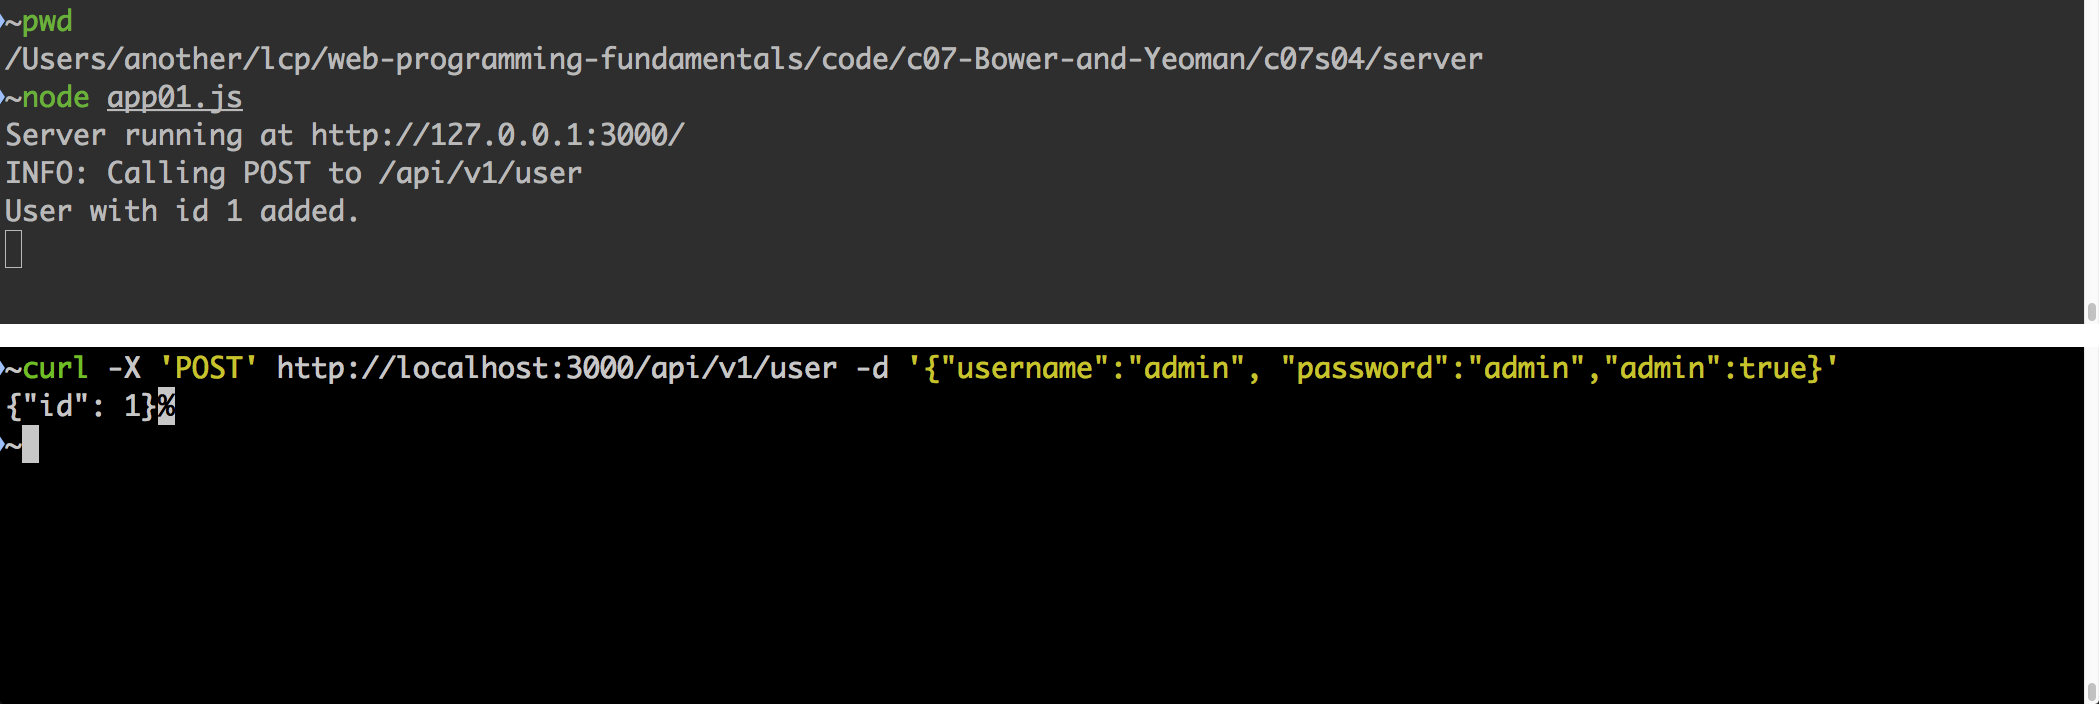 ~pwd
/Users/another/lcp/web-programming-fundamentals/code/c07-Bower-and-Yeoman/c07s04/server
~node app01.js
Server running at http://127.0.0.1:3000/
INFO: Calling POST to /api/v1/user
User with id 1 added.
~curl -X 'POST' http://localhost:3000/api/v1/user -d '{"username":"admin", "password":"admin","admin":true}'
{"id": 1}%
~